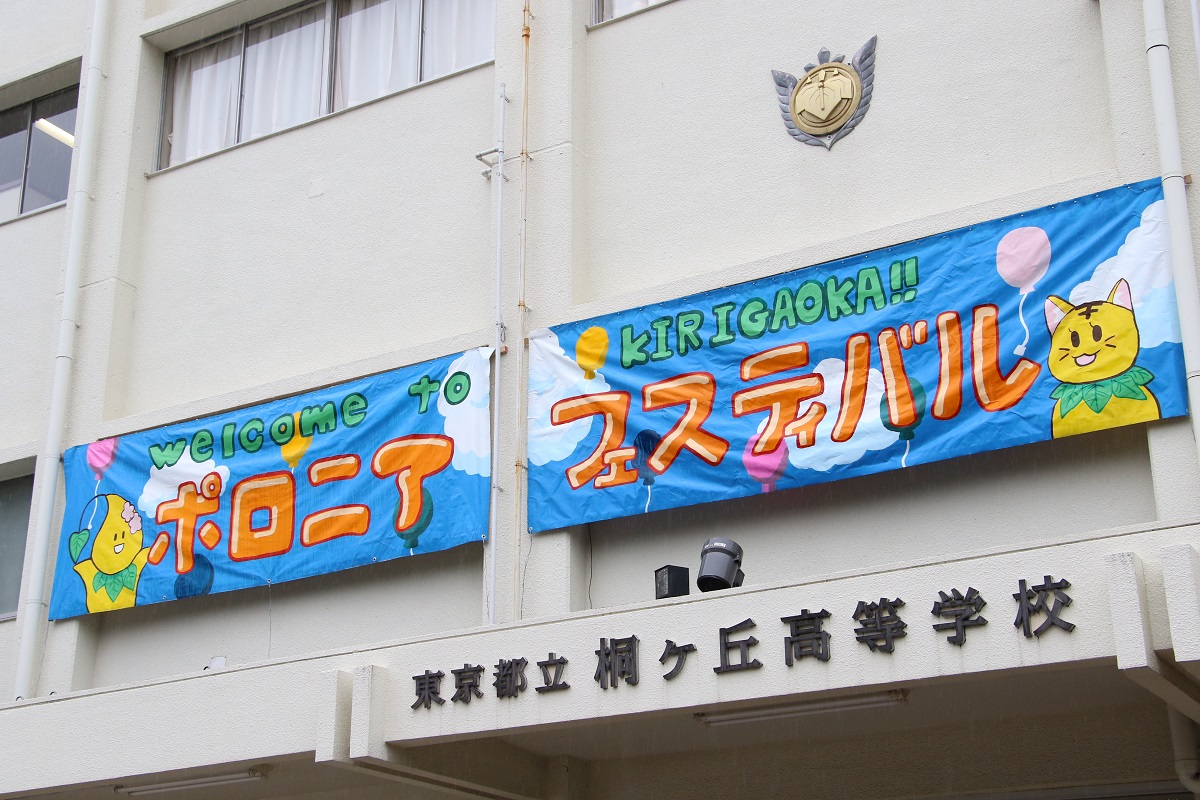 welcome to
ポロニア
KIRIGAOKA!!
フェスティバル
東京都立桐ヶ丘高等学校